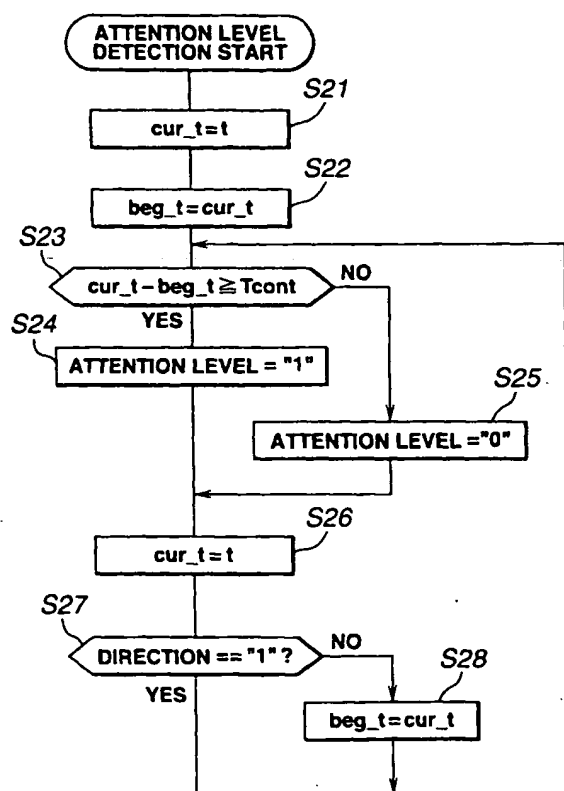 ATTENTION LEVEL
DETECTION START
S21
cur_t=t
S22
beg_t=cur_t
S23
cur_t-beg_t≧Tcont
NO
YES
S24
ATTENTION LEVEL = "1"
S25
ATTENTION LEVEL ="0"
S26
cur_t=t
S27
DIRECTION == "1" ?
NO
YES
S28
beg_t=cur_t